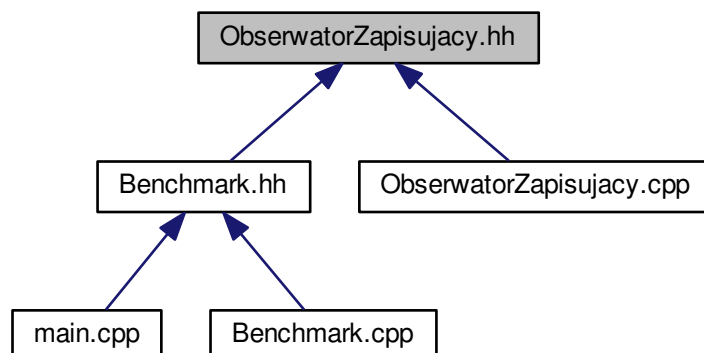 ObserwatorZapisujacy.hh
Benchmark.hh
ObserwatorZapisujacy.cpp
main.cpp
Benchmark.cpp